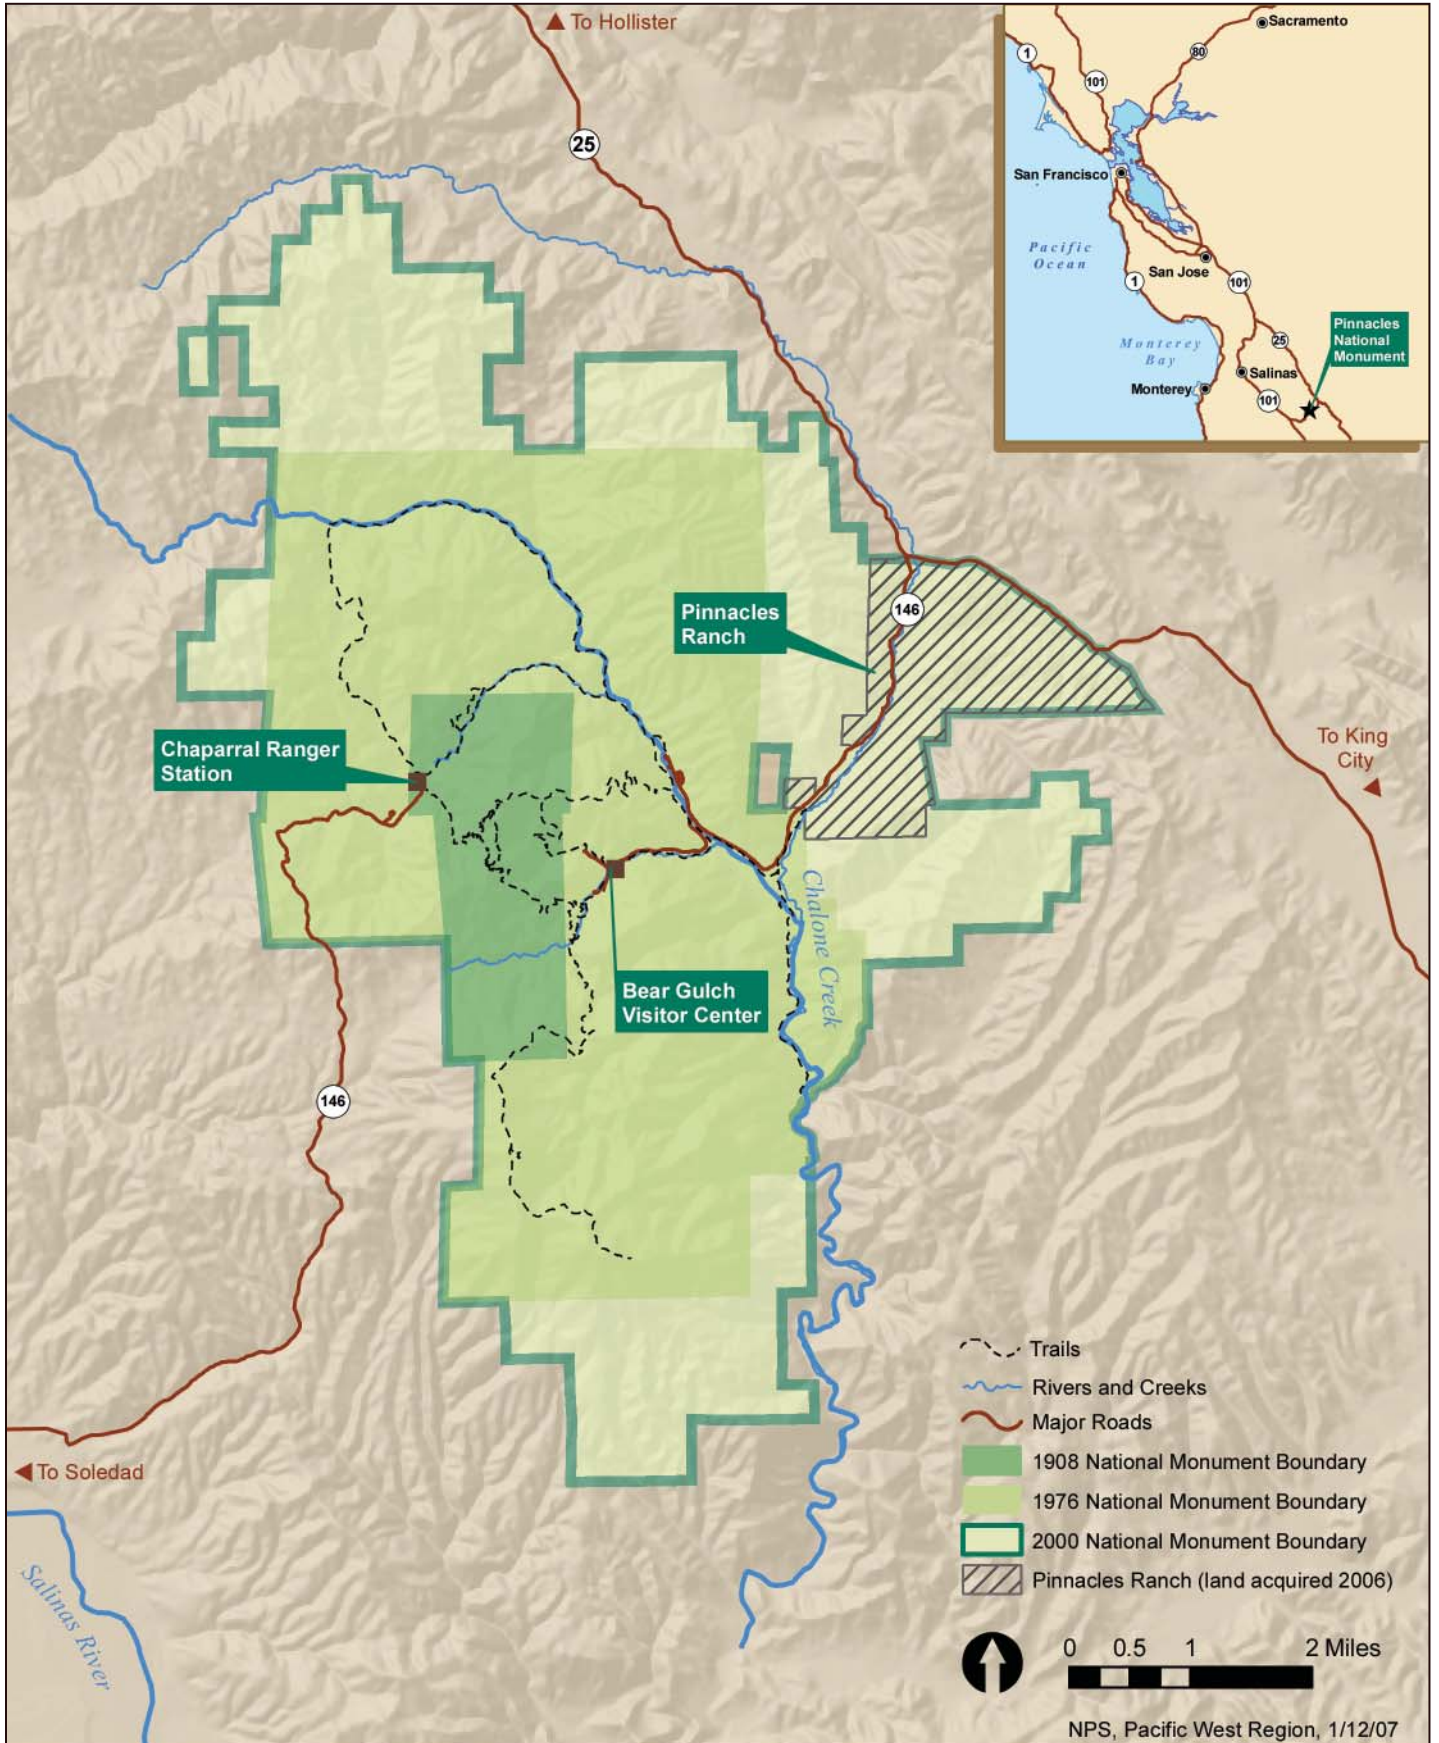 To Hollister
25
Sacramento
1
80
101
San Francisco
Pacific
Ocean
San Jose
1
101
Pinnacles
National
Monument
25
Monterey
Bay
Salinas
Monterey
101
Pinnacles
Ranch
146
Chaparral Ranger
Station
To King
City
Chalone Creek
Bear Gulch
Visitor Center
146
Trails
Rivers and Creeks
Major Roads
1908 National Monument Boundary
To Soledad
1976 National Monument Boundary
2000 National Monument Boundary
Pinnacles Ranch (land acquired 2006)
Salinas River
0 0.5 1 2 Miles
NPS, Pacific West Region, 1/12/07